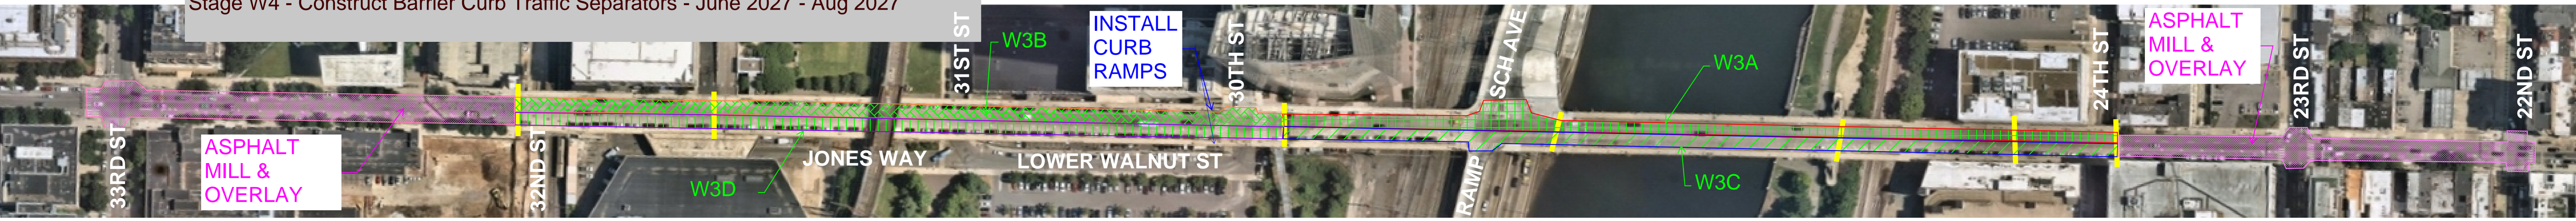 Stage W4 - Construct Barrier Curb Traffic Separators - June 2027 - Aug 2027
33RD ST
ASPHALT
MILL &
OVERLAY
32ND ST
W3D
JONES WAY
31ST ST
W3B
LOWER WALNUT ST
INSTALL
CURB
RAMPS
30TH ST
SCH AVE
RAMP
W3A
W3C
24TH ST
ASPHALT
MILL &
OVERLAY
23RD ST
22ND ST